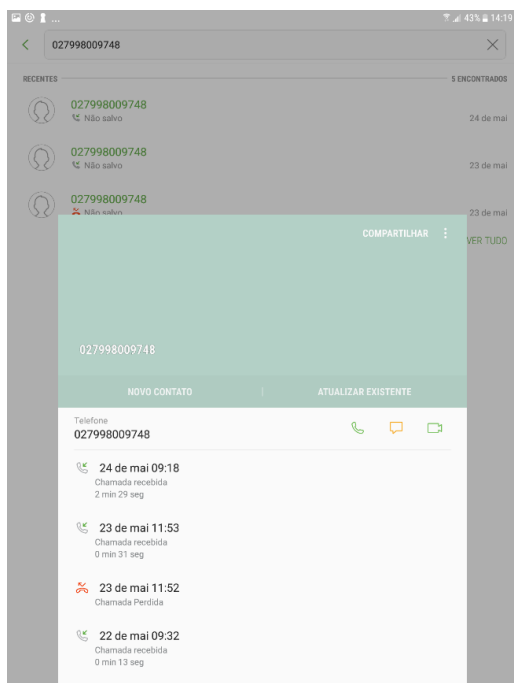 43% 14:19
027998009748
RECENTES 5 ENCONTRADOS
027998009748
Não salvo 24 de mai
027998009748
Não salvo 23 de mai
027998009748
Não salvo 23 de mai
VER TUDO
COMPARTILHAR
027998009748
NOVO CONTATO ATUALIZAR EXISTENTE
Telefone
027998009748
24 de mai 09:18
Chamada recebida
2 min 29 seg
23 de mai 11:53
Chamada recebida
0 min 31 seg
23 de mai 11:52
Chamada Perdida
22 de mai 09:32
Chamada recebida
0 min 13 seg